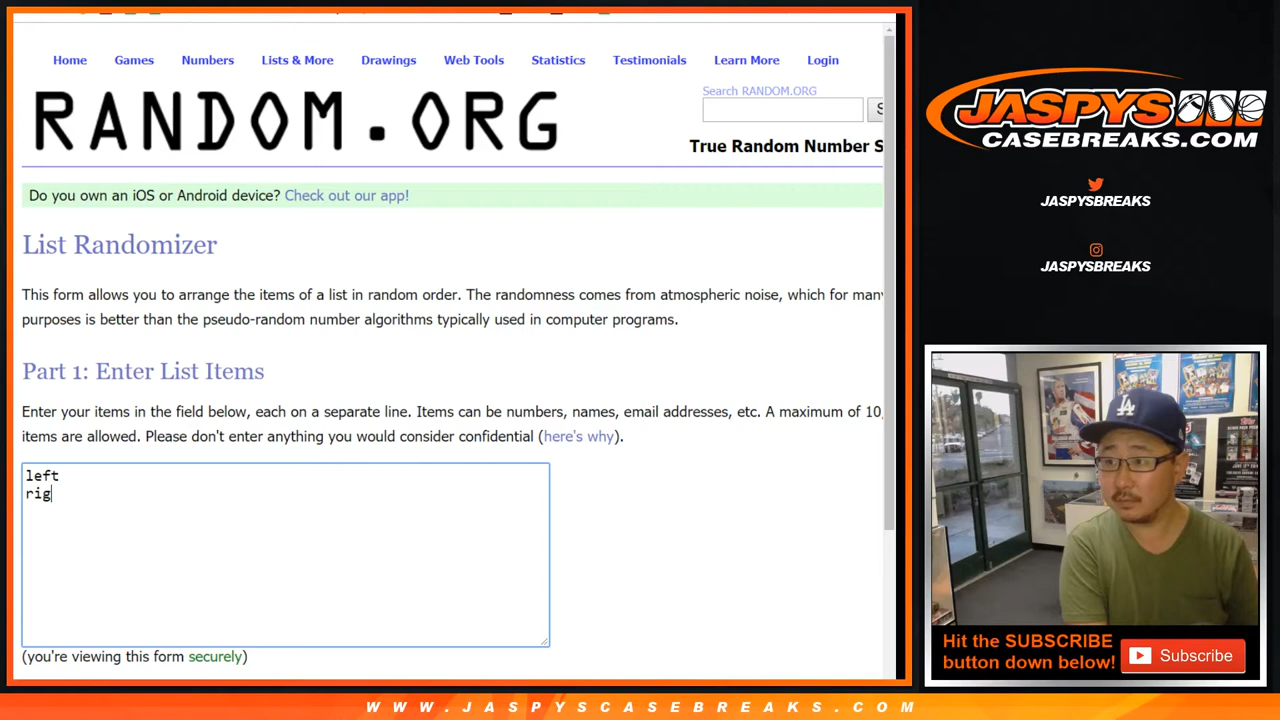 Home Games Numbers Lists & More Drawings Web Tools Statistics Testimonials Learn More Login
Search RANDOM.ORG
RANDOM.ORG
True Random Number S
Do you own an iOS or Android device? Check out our app!
List Randomizer
This form allows you to arrange the items of a list in random order. The randomness comes from atmospheric noise, which for many
purposes is better than the pseudo-random number algorithms typically used in computer programs.
Part 1: Enter List Items
Enter your items in the field below, each on a separate line. Items can be numbers, names, email addresses, etc. A maximum of 10,
items are allowed. Please don't enter anything you would consider confidential (here's why).
left
rig
(you're viewing this form securely)
JASPYS
CASEBREAKS.COM
JASPYSBREAKS
JASPYSBREAKS
LA
Hit the SUBSCRIBE
button down below!
Subscribe
WWW.JASPYSCASEBREAKS.COM